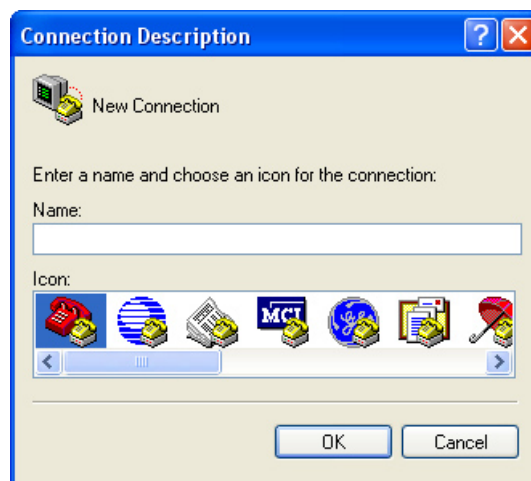 Connection Description
New Connection
Enter a name and choose an icon for the connection:
Name:
Icon:
MCI
OK
Cancel